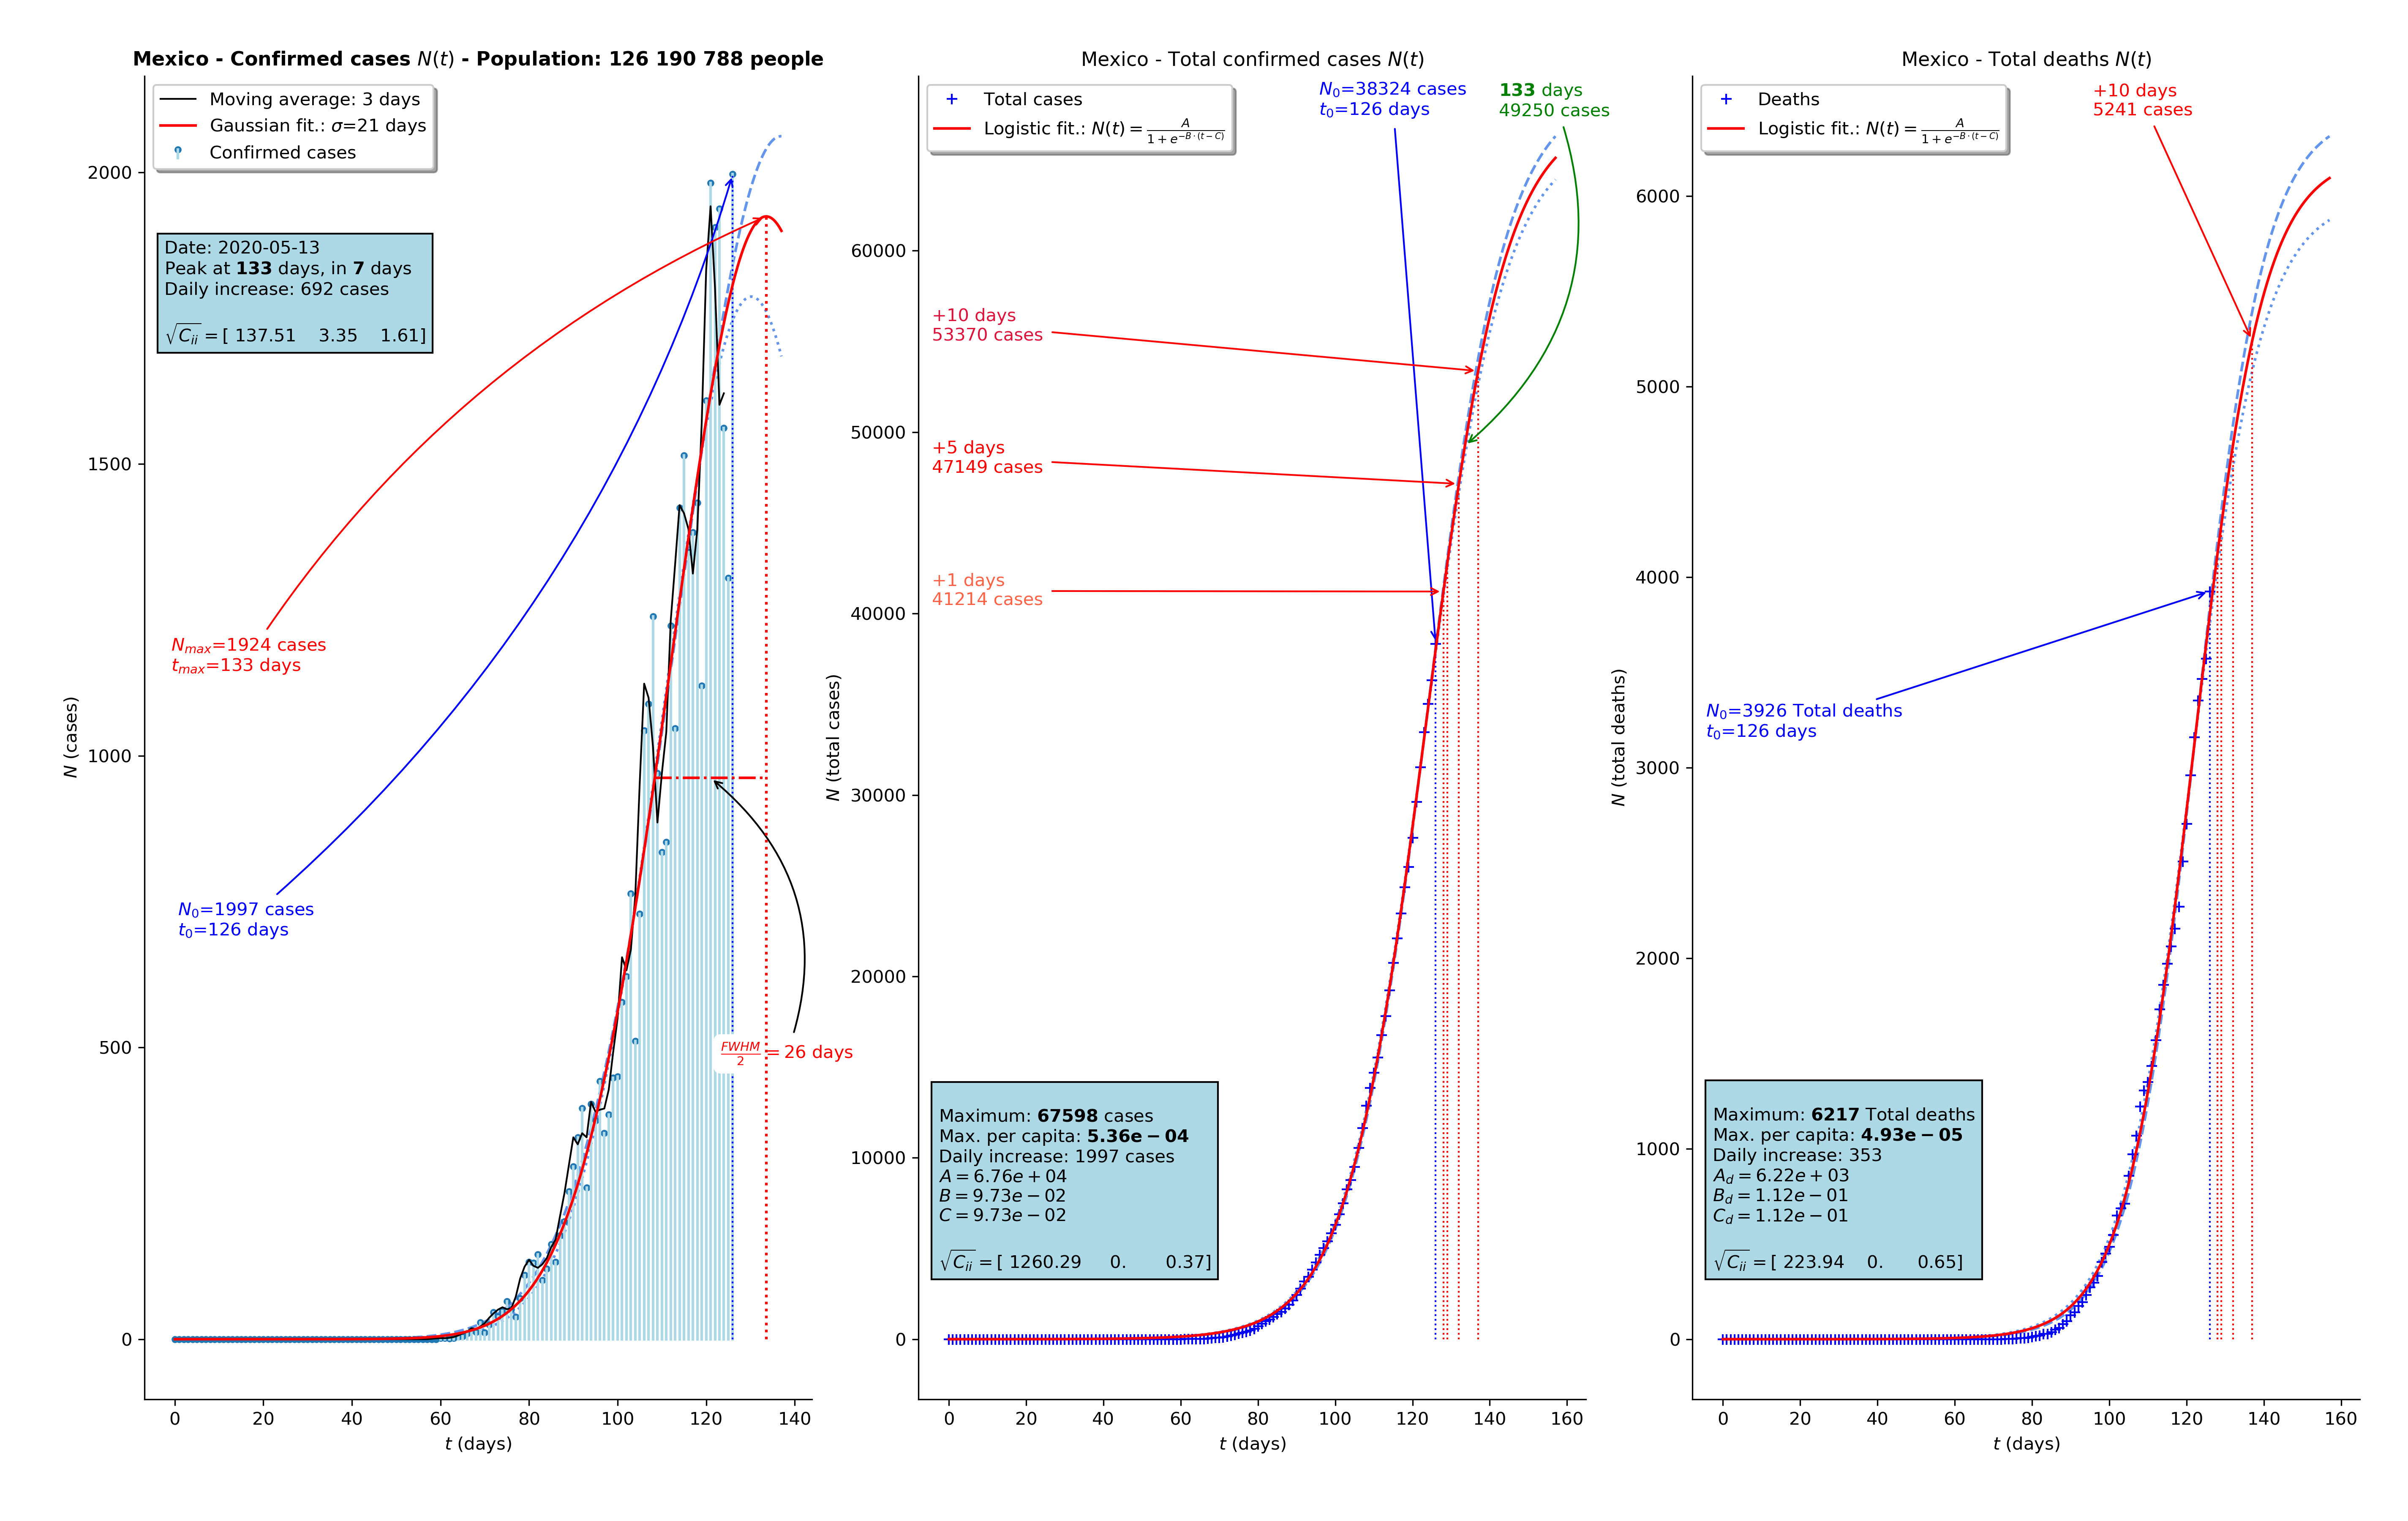 Mexico - Confirmed cases N(t) - Population: 126 190 788 people
Moving average: 3 days
Gaussian fit.: σ=21 days
Confirmed cases
Date: 2020-05-13
Peak at 133 days, in 7 days
Daily increase: 692 cases
√C_ii = [ 137.51 3.35 1.61]
N_max=1924 cases
t_max=133 days
N_0=1997 cases
t_0=126 days
FWHM/2 = 26 days
N (cases)
2000
1500
1000
500
0
0 20 40 60 80 100 120 140
t (days)
Mexico - Total confirmed cases N(t)
Total cases
Logistic fit.: N(t) = A/(1+e^{-B·(t-C)})
N_0=38324 cases
t_0=126 days
133 days
49250 cases
+10 days
53370 cases
+5 days
47149 cases
+1 days
41214 cases
Maximum: 67598 cases
Max. per capita: 5.36e−04
Daily increase: 1997 cases
A = 6.76e+04
B = 9.73e−02
C = 9.73e−02
√C_ii = [ 1260.29 0. 0.37]
N (total cases)
60000
50000
40000
30000
20000
10000
0
0 20 40 60 80 100 120 140 160
t (days)
Mexico - Total deaths N(t)
Deaths
Logistic fit.: N(t) = A/(1+e^{-B·(t-C)})
+10 days
5241 cases
N_0=3926 Total deaths
t_0=126 days
Maximum: 6217 Total deaths
Max. per capita: 4.93e−05
Daily increase: 353
A_d = 6.22e+03
B_d = 1.12e−01
C_d = 1.12e−01
√C_ii = [ 223.94 0. 0.65]
N (total deaths)
6000
5000
4000
3000
2000
1000
0
0 20 40 60 80 100 120 140 160
t (days)